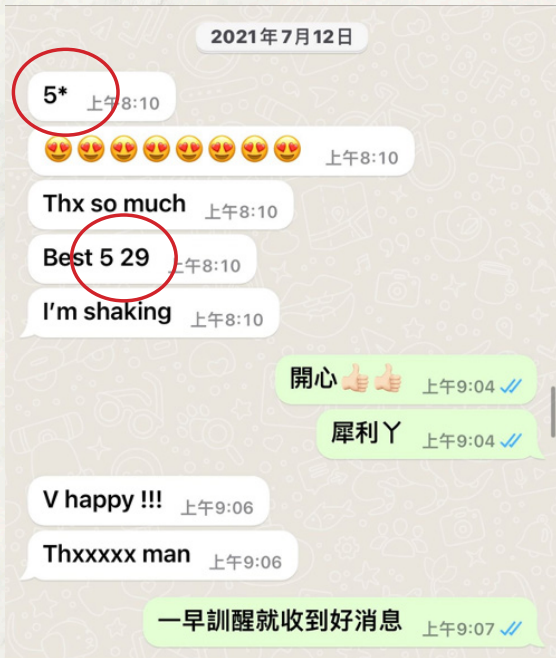 2021年7月12日
5* 上午8:10
😍😍😍😍😍😍😍😍 上午8:10
Thx so much 上午8:10
Best 5 29 上午8:10
I'm shaking 上午8:10
開心👍🏻👍🏻 上午9:04
犀利丫 上午9:04
V happy !!! 上午9:06
Thxxxxx man 上午9:06
一早訓醒就收到好消息 上午9:07